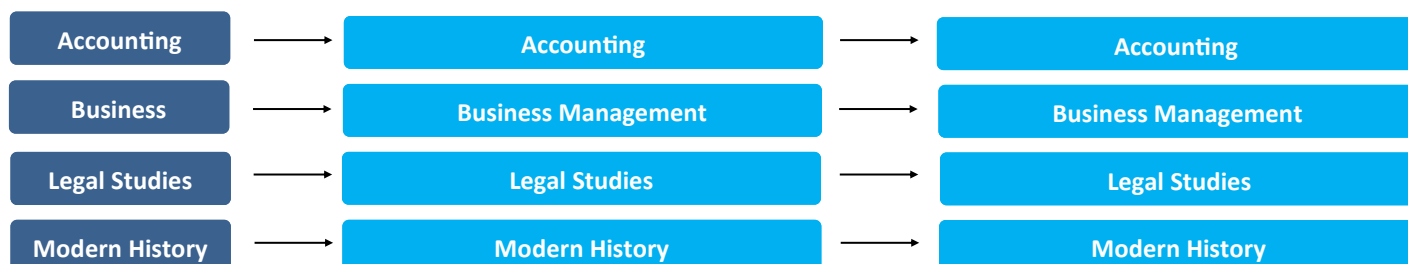 Accounting Accounting Accounting
Business Business Management Business Management
Legal Studies Legal Studies Legal Studies
Modern History Modern History Modern History